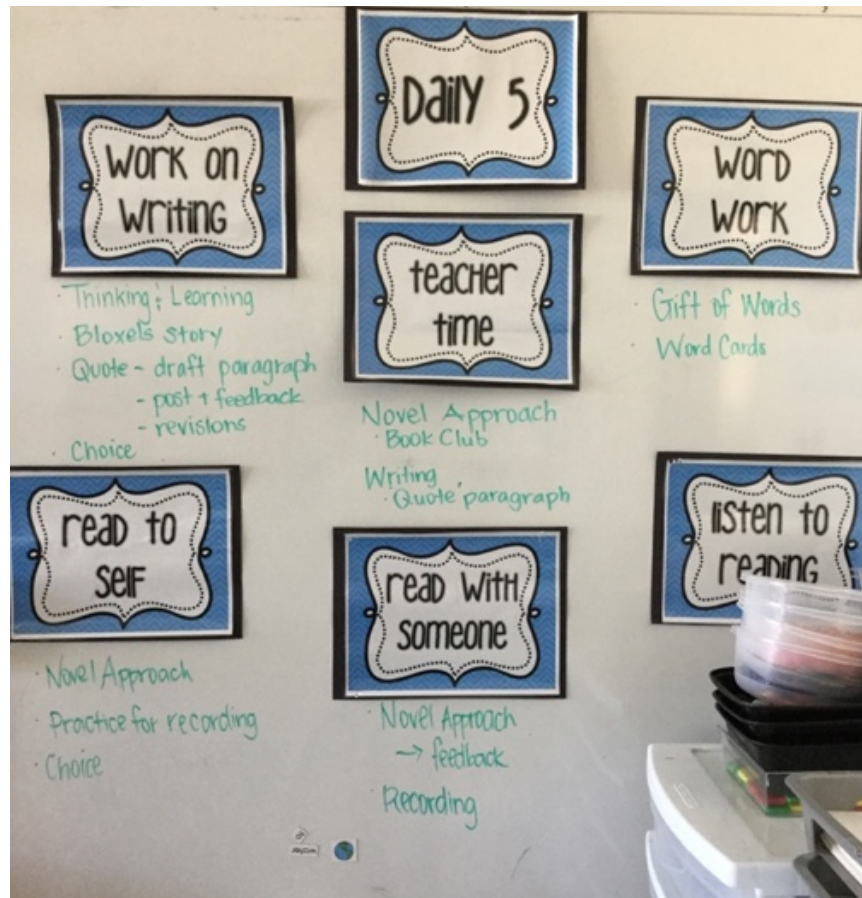 Daily 5
Work on
Writing
· Thinking & Learning
· Bloxels story
· Quote - draft paragraph
- post + feedback
- revisions
· Choice
teacher
time
Novel Approach
· Book Club
Writing
· Quote paragraph
Word
Work
· Gift of Words
· Word Cards
read to
self
· Novel Approach
· Practice for recording
· Choice
read with
someone
· Novel Approach
→ feedback
· Recording
listen to
reading